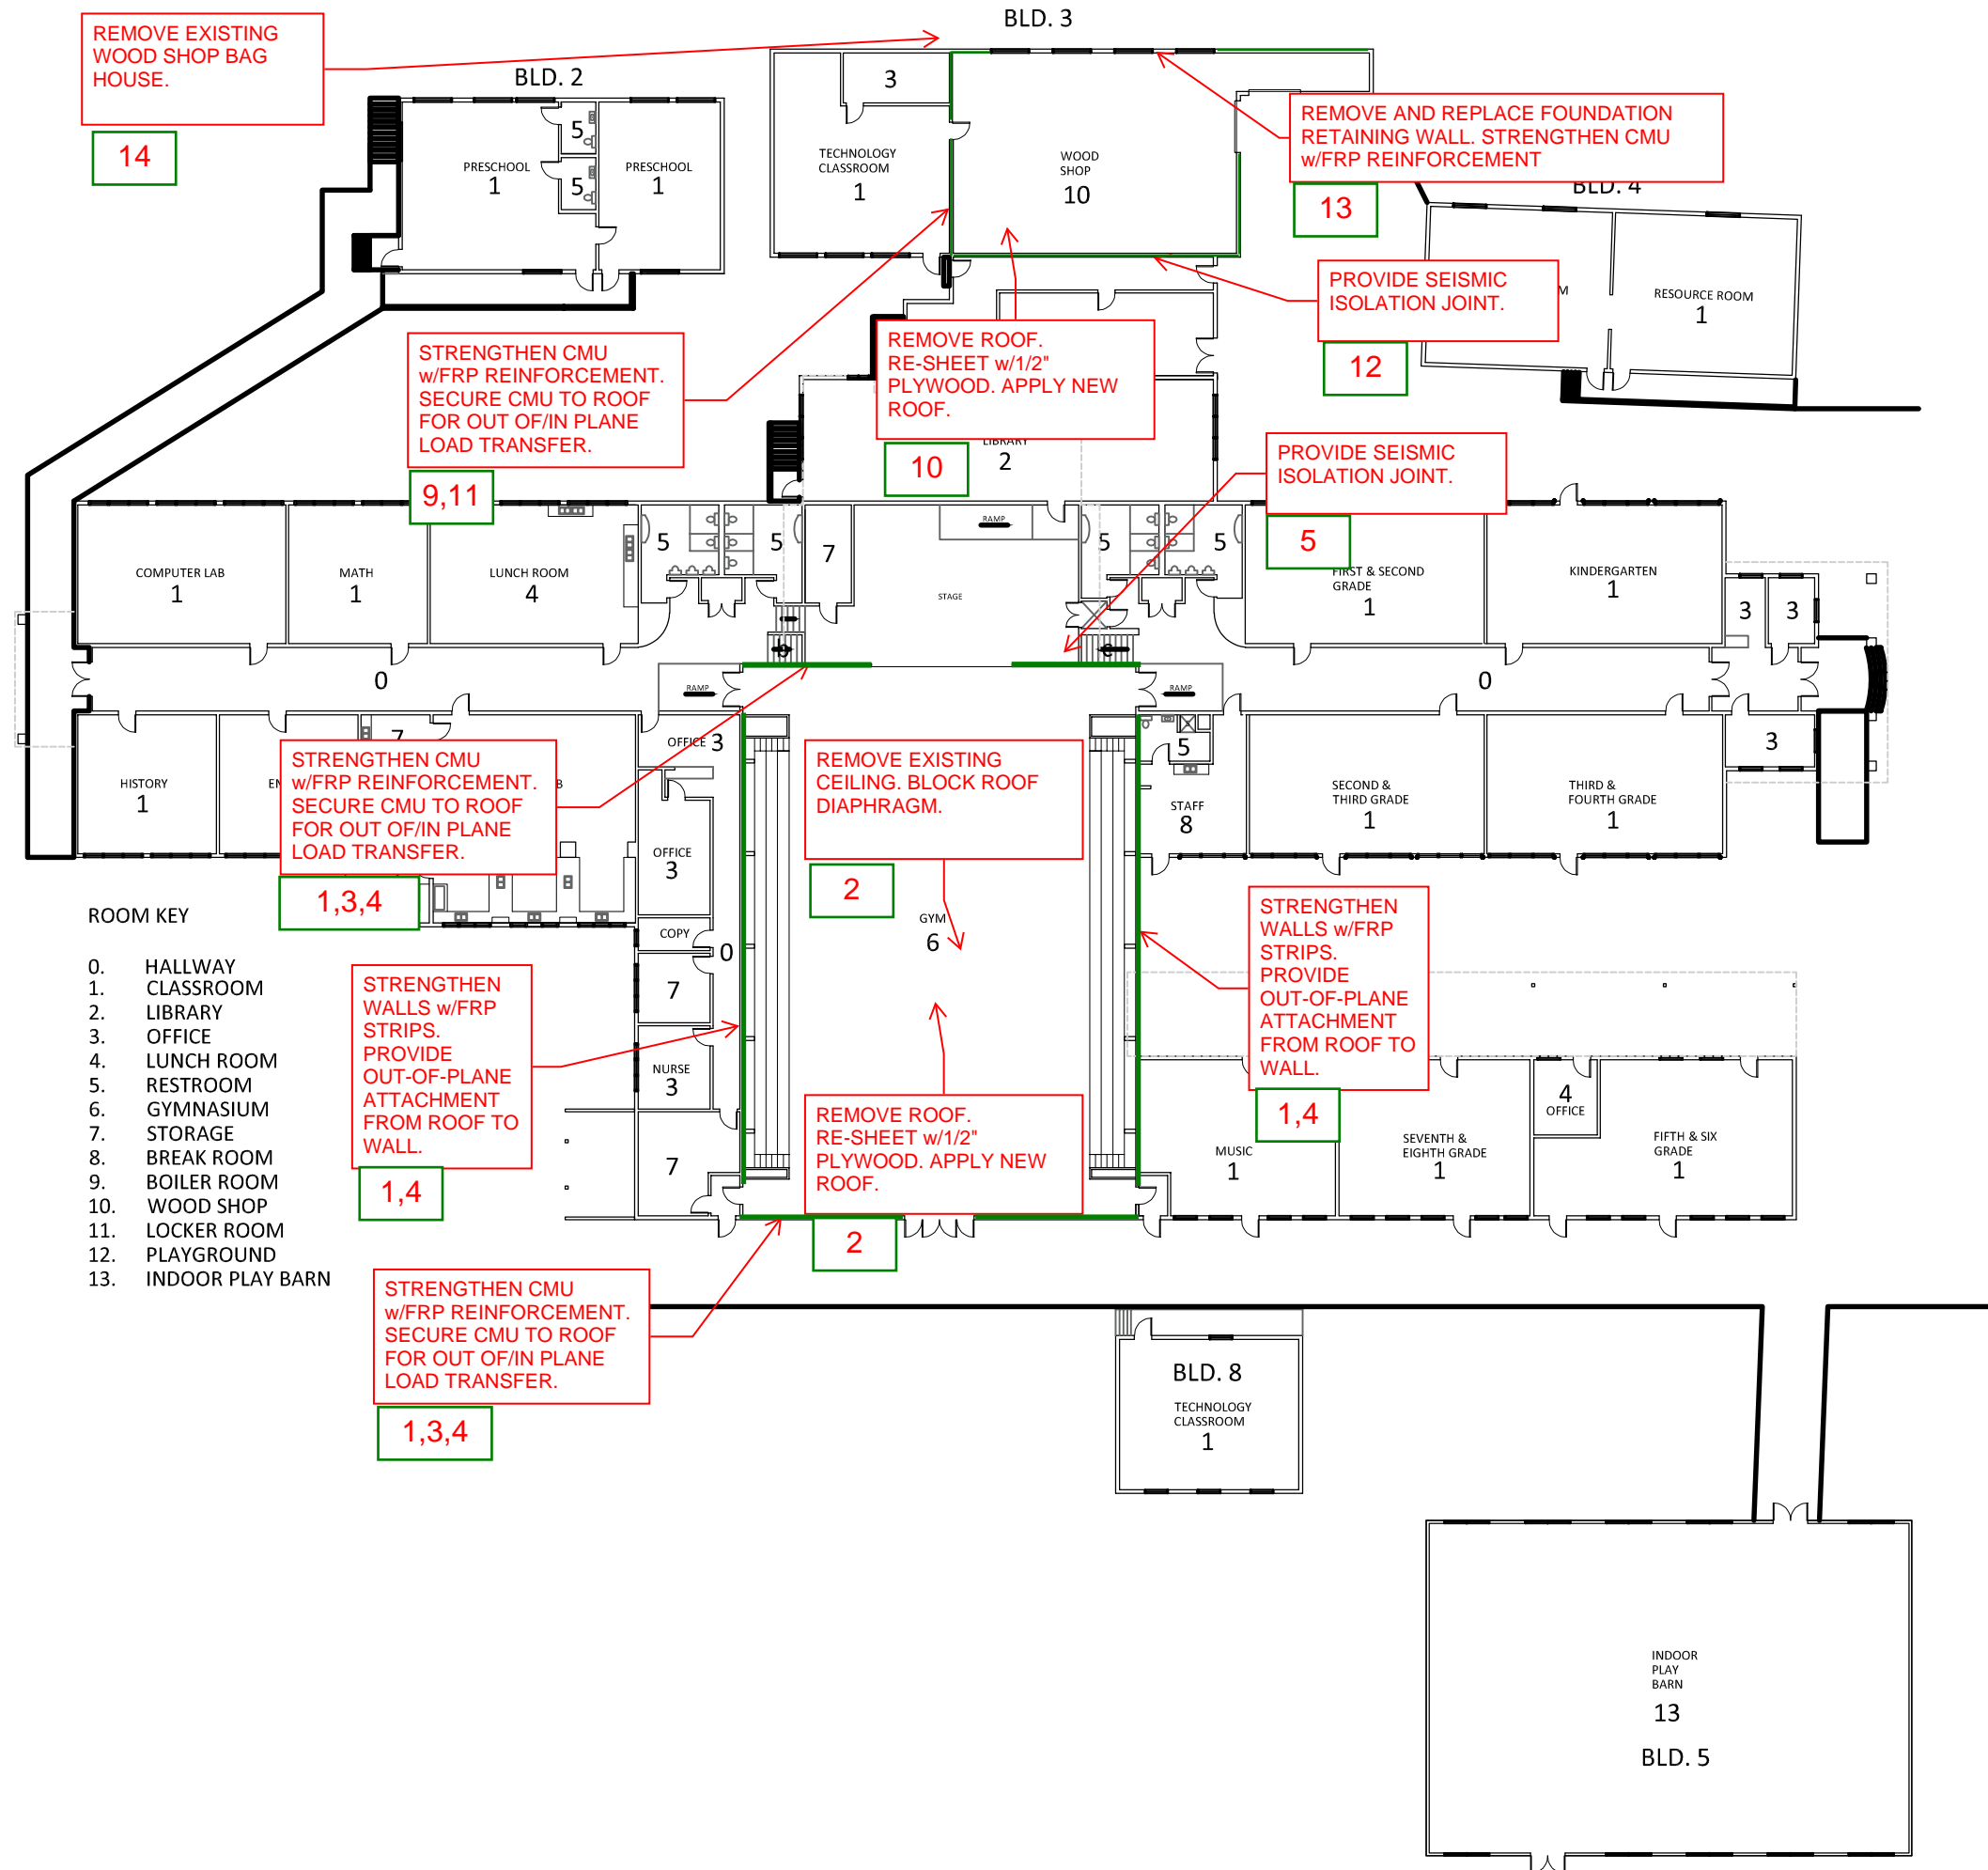 BLD. 3
REMOVE EXISTING
WOOD SHOP BAG
HOUSE.
14
BLD. 2
PRESCHOOL
1
5
5
PRESCHOOL
1
3
TECHNOLOGY
CLASSROOM
1
WOOD
SHOP
10
REMOVE AND REPLACE FOUNDATION
RETAINING WALL. STRENGTHEN CMU
w/FRP REINFORCEMENT
13
BLD. 4
RESOURCE ROOM
1
M
PROVIDE SEISMIC
ISOLATION JOINT.
12
STRENGTHEN CMU
w/FRP REINFORCEMENT.
SECURE CMU TO ROOF
FOR OUT OF/IN PLANE
LOAD TRANSFER.
9,11
REMOVE ROOF.
RE-SHEET w/1/2"
PLYWOOD. APPLY NEW
ROOF.
10
LIBRARY
2
PROVIDE SEISMIC
ISOLATION JOINT.
5
COMPUTER LAB
1
MATH
1
LUNCH ROOM
4
5
5
7
RAMP
STAGE
5
5
FIRST & SECOND
GRADE
1
KINDERGARTEN
1
3
3
0
RAMP
RAMP
0
HISTORY
1
EN
7
B
OFFICE 3
STRENGTHEN CMU
w/FRP REINFORCEMENT.
SECURE CMU TO ROOF
FOR OUT OF/IN PLANE
LOAD TRANSFER.
1,3,4
OFFICE
3
COPY
7
NURSE
3
7
0
REMOVE EXISTING
CEILING. BLOCK ROOF
DIAPHRAGM.
2
GYM
6
5
STAFF
8
SECOND &
THIRD GRADE
1
THIRD &
FOURTH GRADE
1
3
STRENGTHEN
WALLS w/FRP
STRIPS.
PROVIDE
OUT-OF-PLANE
ATTACHMENT
FROM ROOF TO
WALL.
1,4
ROOM KEY
0. HALLWAY
1. CLASSROOM
2. LIBRARY
3. OFFICE
4. LUNCH ROOM
5. RESTROOM
6. GYMNASIUM
7. STORAGE
8. BREAK ROOM
9. BOILER ROOM
10. WOOD SHOP
11. LOCKER ROOM
12. PLAYGROUND
13. INDOOR PLAY BARN
STRENGTHEN
WALLS w/FRP
STRIPS.
PROVIDE
OUT-OF-PLANE
ATTACHMENT
FROM ROOF TO
WALL.
1,4
REMOVE ROOF.
RE-SHEET w/1/2"
PLYWOOD. APPLY NEW
ROOF.
2
MUSIC
1
SEVENTH &
EIGHTH GRADE
1
4
OFFICE
FIFTH & SIX
GRADE
1
STRENGTHEN CMU
w/FRP REINFORCEMENT.
SECURE CMU TO ROOF
FOR OUT OF/IN PLANE
LOAD TRANSFER.
1,3,4
BLD. 8
TECHNOLOGY
CLASSROOM
1
INDOOR
PLAY
BARN
13
BLD. 5